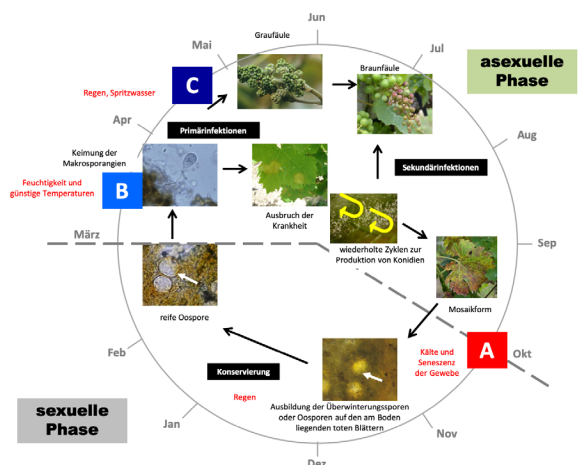 Jun
Graufäule
Mai
C
Jul
Braunfäule
asexuelle
Phase
Regen, Spritzwasser
Apr
Primärinfektionen
Aug
Keimung der
Makrosporangien
Sekundärinfektionen
Feuchtigkeit und
günstige Temperaturen
B
Ausbruch der
Krankheit
März
wiederholte Zyklen zur
Produktion von Konidien
Sep
reife Oospore
Mosaikform
Feb
Kälte und
Seneszenz
der Gewebe
A
Okt
Konservierung
Regen
sexuelle
Phase
Jan
Ausbildung der Überwinterungssporen
oder Oosporen auf den am Boden
liegenden toten Blättern
Nov
Dez